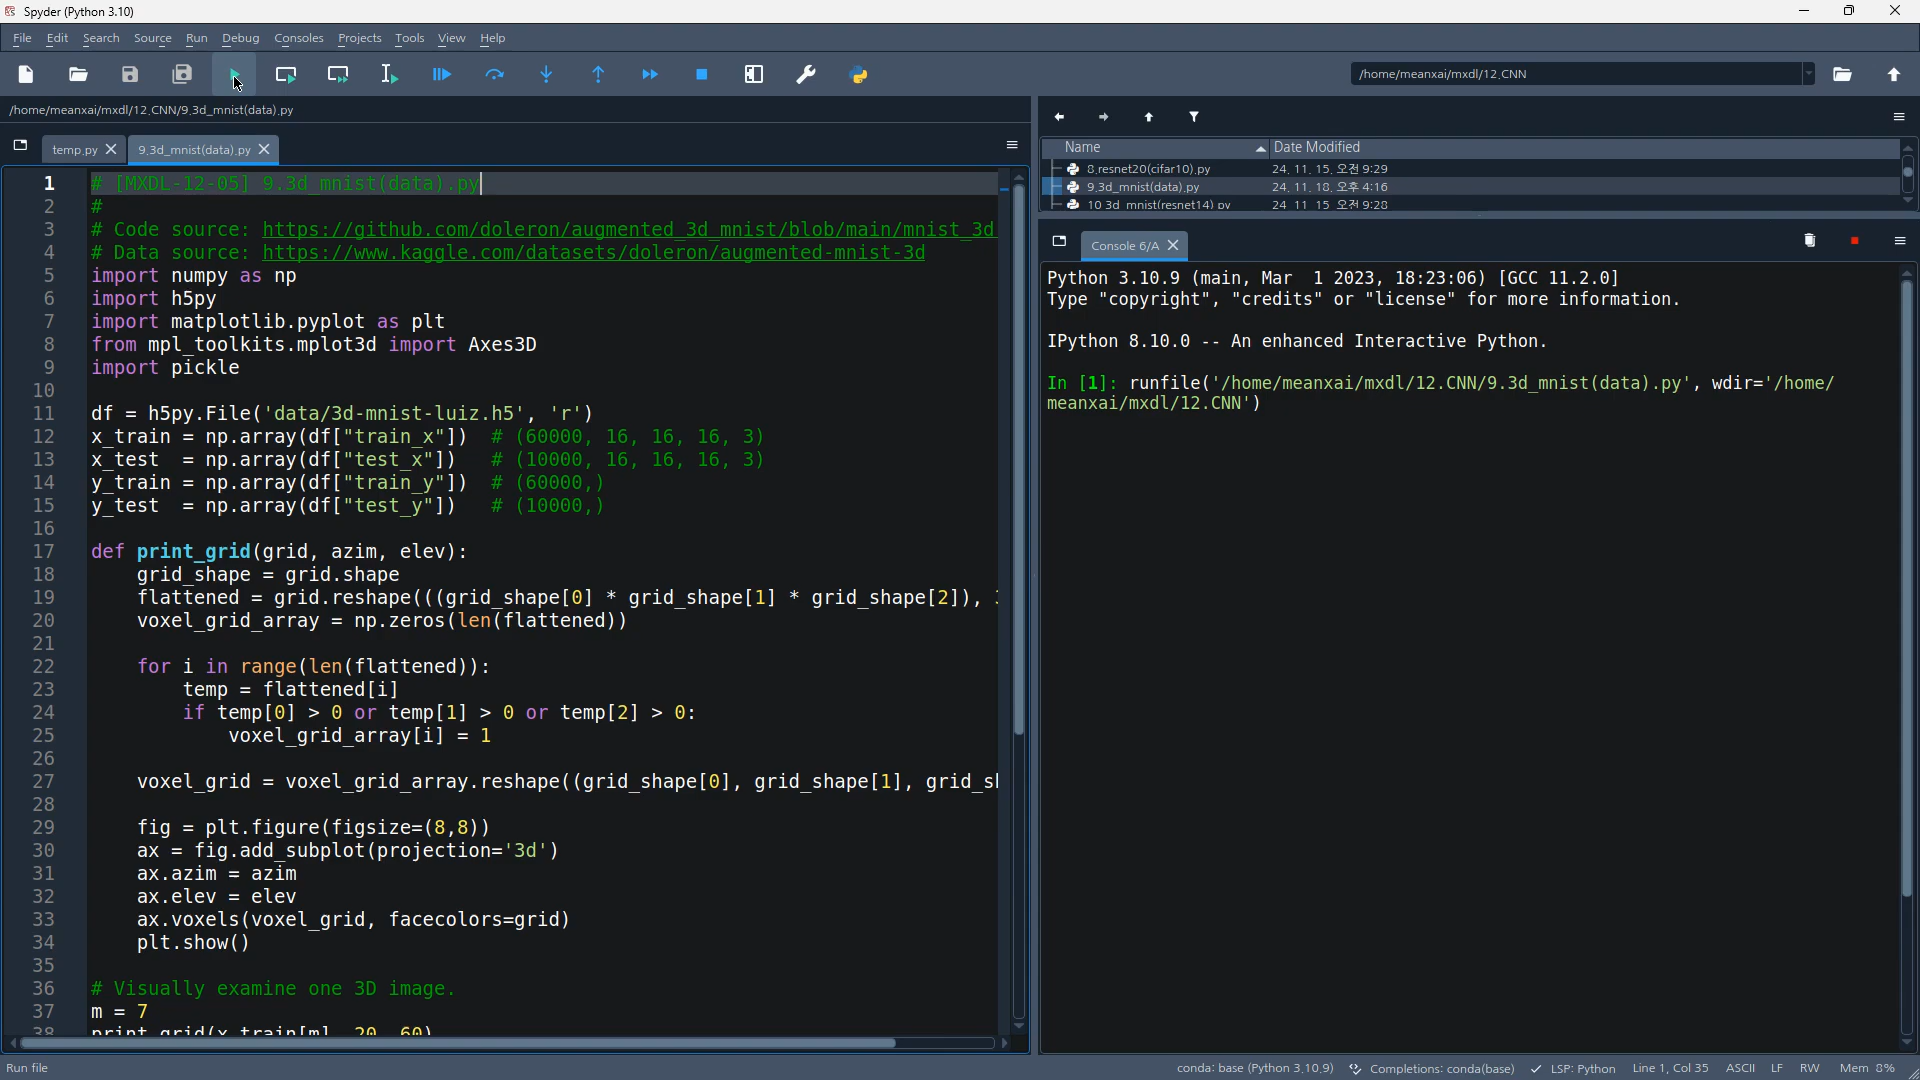 Spyder (Python 3.10)
File Edit Search Source Run Debug Consoles Projects Tools View Help
/home/meanxai/mxdl/12.CNN
/home/meanxai/mxdl/12.CNN/9.3d_mnist(data).py
temp.py
9.3d_mnist(data).py
1 # [MXDL-12-05] 9.3d_mnist(data).py
2 #
3 # Code source: https://github.com/doleron/augmented_3d_mnist/blob/main/mnist_3d
4 # Data source: https://www.kaggle.com/datasets/doleron/augmented-mnist-3d
5 import numpy as np
6 import h5py
7 import matplotlib.pyplot as plt
8 from mpl_toolkits.mplot3d import Axes3D
9 import pickle
10
11 df = h5py.File('data/3d-mnist-luiz.h5', 'r')
12 x_train = np.array(df["train_x"])  # (60000, 16, 16, 16, 3)
13 x_test  = np.array(df["test_x"])   # (10000, 16, 16, 16, 3)
14 y_train = np.array(df["train_y"])  # (60000,)
15 y_test  = np.array(df["test_y"])   # (10000,)
16
17 def print_grid(grid, azim, elev):
18     grid_shape = grid.shape
19     flattened = grid.reshape(((grid_shape[0] * grid_shape[1] * grid_shape[2]),
20     voxel_grid_array = np.zeros(len(flattened))
21
22     for i in range(len(flattened)):
23         temp = flattened[i]
24         if temp[0] > 0 or temp[1] > 0 or temp[2] > 0:
25             voxel_grid_array[i] = 1
26
27     voxel_grid = voxel_grid_array.reshape((grid_shape[0], grid_shape[1], grid_s
28
29     fig = plt.figure(figsize=(8,8))
30     ax = fig.add_subplot(projection='3d')
31     ax.azim = azim
32     ax.elev = elev
33     ax.voxels(voxel_grid, facecolors=grid)
34     plt.show()
35
36 # Visually examine one 3D image.
37 m = 7
38 print_grid(x_train[m], 20, 60)
Name Date Modified
8.resnet20(cifar10).py 24. 11. 15. 오전 9:29
9.3d_mnist(data).py 24. 11. 18. 오후 4:16
10.3d_mnist(resnet14).py 24. 11. 15. 오전 9:28
Console 6/A
Python 3.10.9 (main, Mar  1 2023, 18:23:06) [GCC 11.2.0]
Type "copyright", "credits" or "license" for more information.
IPython 8.10.0 -- An enhanced Interactive Python.
In [1]: runfile('/home/meanxai/mxdl/12.CNN/9.3d_mnist(data).py', wdir='/home/
meanxai/mxdl/12.CNN')
Run file
conda: base (Python 3.10.9) Completions: conda(base) LSP: Python Line 1, Col 35 ASCII LF RW Mem 8%